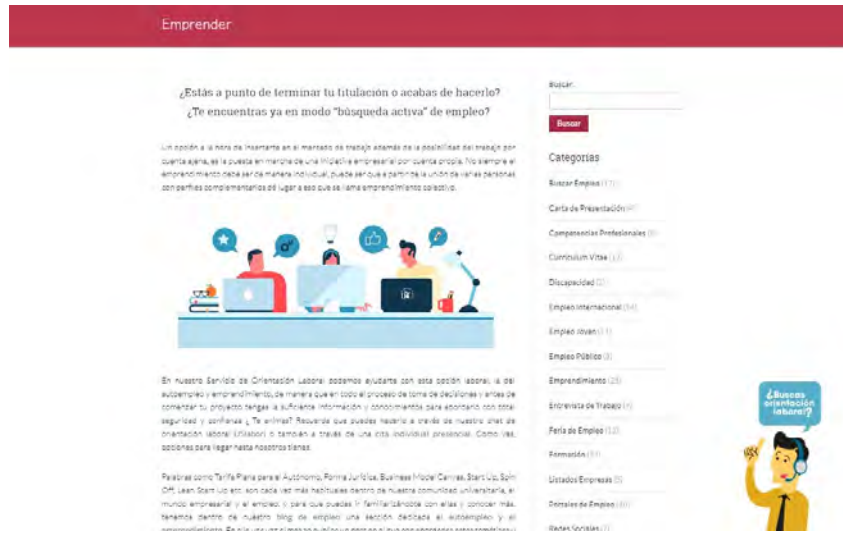 Emprender
¿Estás a punto de terminar tu titulación o acabas de hacerlo?
¿Te encuentras ya en modo "búsqueda activa" de empleo?
Un opción a la hora de insertarte en el mercado de trabajo además de la posibilidad del trabajo por
cuenta ajena, es la puesta en marcha de una iniciativa empresarial por cuenta propia. No siempre el
emprendimiento debe ser de manera individual, puede ser que a partir de la unión de varias personas
con perfiles complementarios dé lugar a eso que se llama emprendimiento colectivo.
En nuestro Servicio de Orientación Laboral podemos ayudarte con esta opción laboral, la del
autoempleo y emprendimiento, de manera que en todo el proceso de toma de decisiones y antes de
comenzar tu proyecto tengas la suficiente información y conocimientos para abordarlo con total
seguridad y confianza ¿Te animas? Recuerda que puedes hacerlo a través de nuestro chat de
orientación laboral o también a través de una cita individual presencial. Como ves,
opciones para llegar hasta nosotros tienes.
Palabras como Tarifa Plana para el Autónomo, Forma Jurídica, Business Model Canvas, Start Up, Spin
Off, Lean Start Up etc. son cada vez más habituales dentro de nuestra comunidad universitaria, el
mundo empresarial y el empleo, y para que puedas ir familiarizándote con ellas y conocer más,
tenemos dentro de nuestro blog de empleo una sección dedicada al autoempleo y el
Buscar:
Buscar
Categorías
Buscar Empleo
Carta de Presentación
Competencias Profesionales
Curriculum Vitae
Discapacidad
Empleo Internacional
Empleo Joven
Empleo Público
Emprendimiento
Entrevista de Trabajo
Feria de Empleo
Formación
Listados Empresas
Portales de Empleo
Redes Sociales
¿Buscas
orientación
laboral?